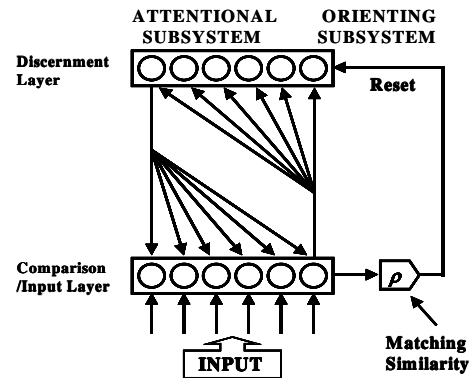 ATTENTIONAL
SUBSYSTEM
ORIENTING
SUBSYSTEM
Discernment
Layer
Reset
Comparison
/Input Layer
ρ
Matching
Similarity
INPUT